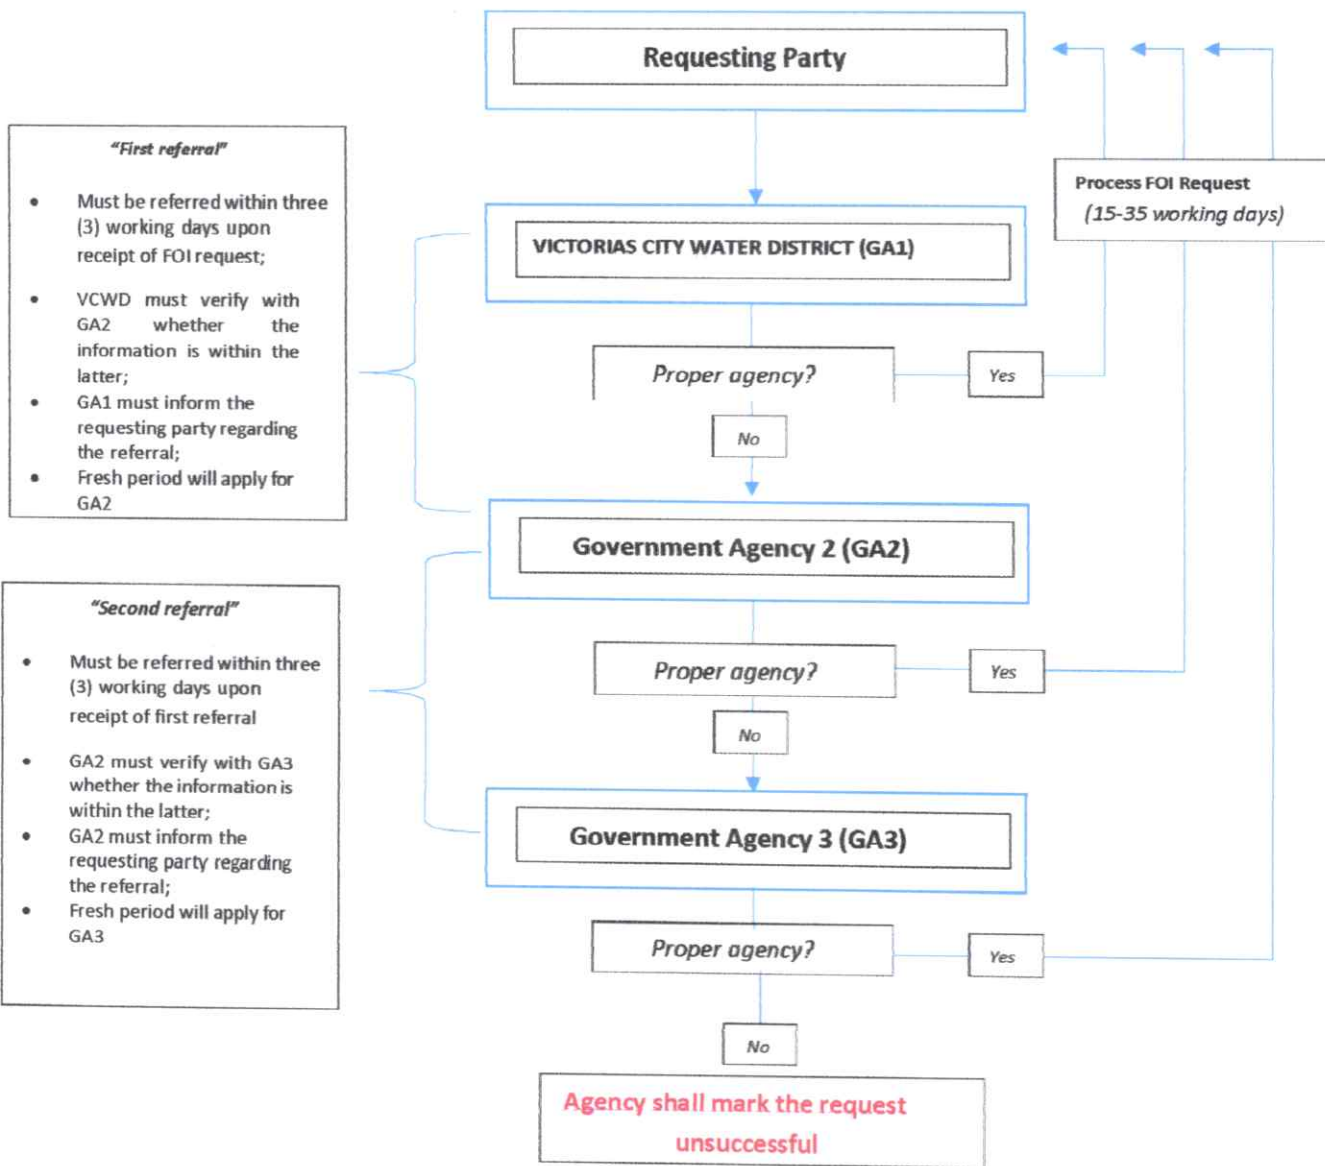 Requesting Party
"First referral"
• Must be referred within three
(3) working days upon
receipt of FOI request;
• VCWD must verify with
GA2 whether the
information is within the
latter;
• GA1 must inform the
requesting party regarding
the referral;
• Fresh period will apply for
GA2
Process FOI Request
(15-35 working days)
VICTORIAS CITY WATER DISTRICT (GA1)
Proper agency?
Yes
No
Government Agency 2 (GA2)
"Second referral"
• Must be referred within three
(3) working days upon
receipt of first referral
• GA2 must verify with GA3
whether the information is
within the latter;
• GA2 must inform the
requesting party regarding
the referral;
• Fresh period will apply for
GA3
Proper agency?
Yes
No
Government Agency 3 (GA3)
Proper agency?
Yes
No
Agency shall mark the request
unsuccessful